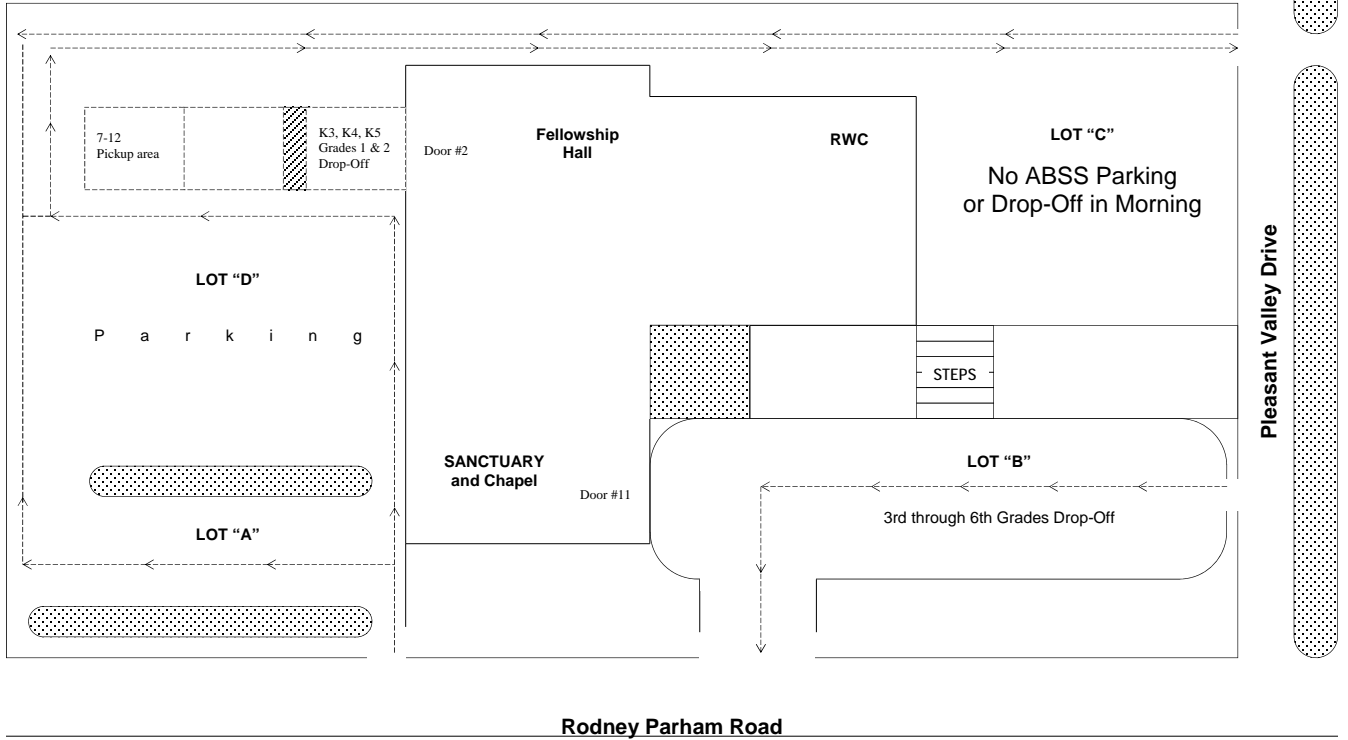 7-12
Pickup area
K3, K4, K5
Grades 1 & 2
Drop-Off
Door #2
Fellowship
Hall
RWC
LOT “C”
No ABSS Parking
or Drop-Off in Morning
LOT “D”
P a r k i n g
Pleasant Valley Drive
STEPS
SANCTUARY
and Chapel
Door #11
LOT “B”
3rd through 6th Grades Drop-Off
LOT “A”
Rodney Parham Road